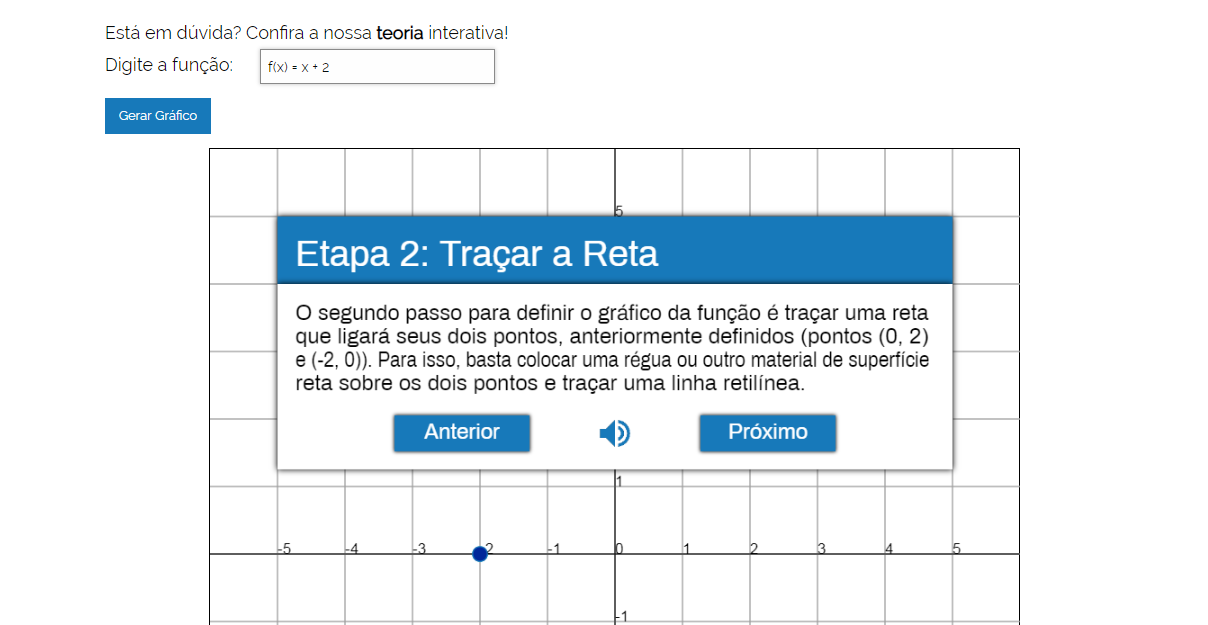 Está em dúvida? Confira a nossa teoria interativa!
Digite a função: f(x) = x + 2
Gerar Gráfico
5
Etapa 2: Traçar a Reta
O segundo passo para definir o gráfico da função é traçar uma reta
que ligará seus dois pontos, anteriormente definidos (pontos (0, 2)
e (-2, 0)). Para isso, basta colocar uma régua ou outro material de superfície
reta sobre os dois pontos e traçar uma linha retilínea.
Anterior Próximo
1
-5 -4 -3 2 -1 0 1 2 3 4 5
-1